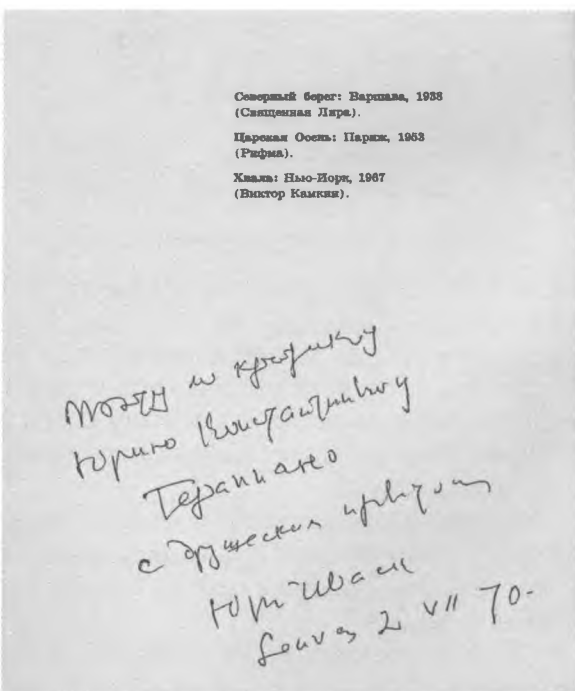 Северный берег: Варшава, 1938
(Священная Лира).
Царская Осень: Париж, 1953
(Рифма).
Хвала: Нью-Йорк, 1967
(Виктор Камкин).
поэту и критику
Юрию Константиновичу
Терапиано
с дружеским приветом
Юрий Иваск
2 VII 70.